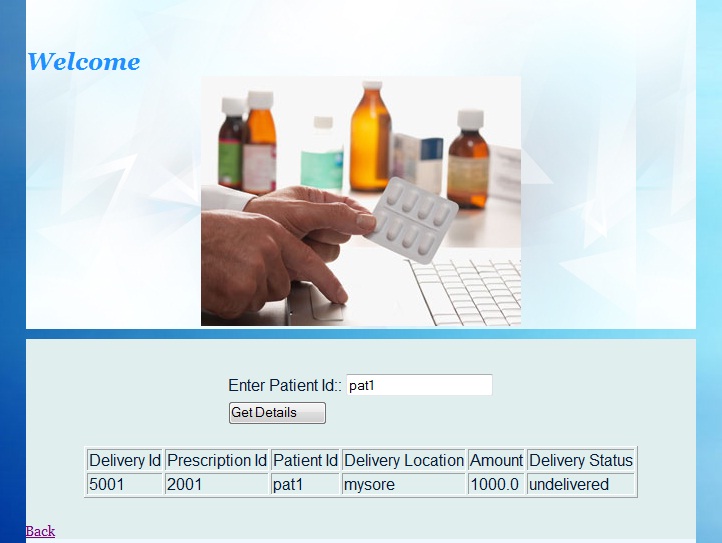 Welcome
Enter Patient Id:: pat1
Get Details
Delivery Id Prescription Id Patient Id Delivery Location Amount Delivery Status
5001 2001 pat1 mysore 1000.0 undelivered
Back